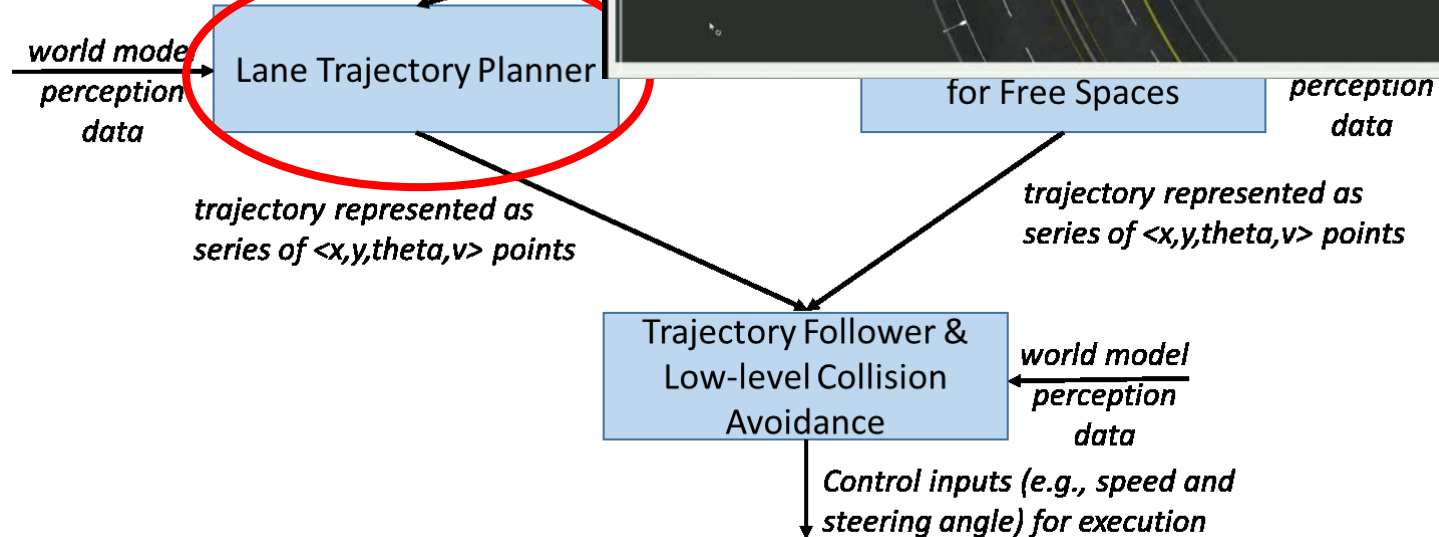 world mode
perception
data
Lane Trajectory Planner
for Free Spaces
perception
data
trajectory represented as
series of <x,y,theta,v> points
trajectory represented as
series of <x,y,theta,v> points
Trajectory Follower &
Low-level Collision
Avoidance
world model
perception
data
Control inputs (e.g., speed and
steering angle) for execution